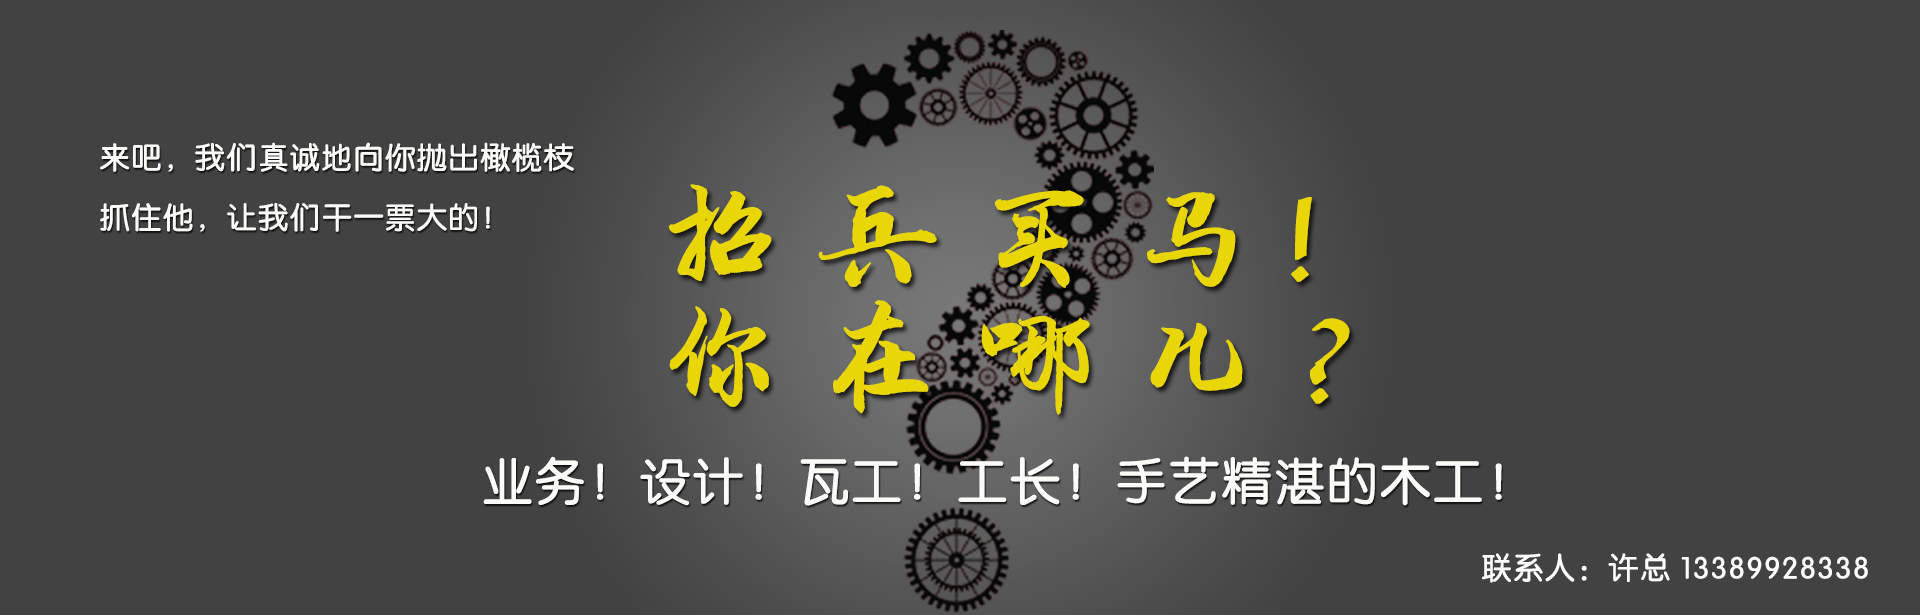 来吧，我们真诚地向你抛出橄榄枝
抓住他，让我们干一票大的！
招兵买马！
你在哪儿？
业务！设计！瓦工！工长！手艺精湛的木工！
联系人：许总 13389928338